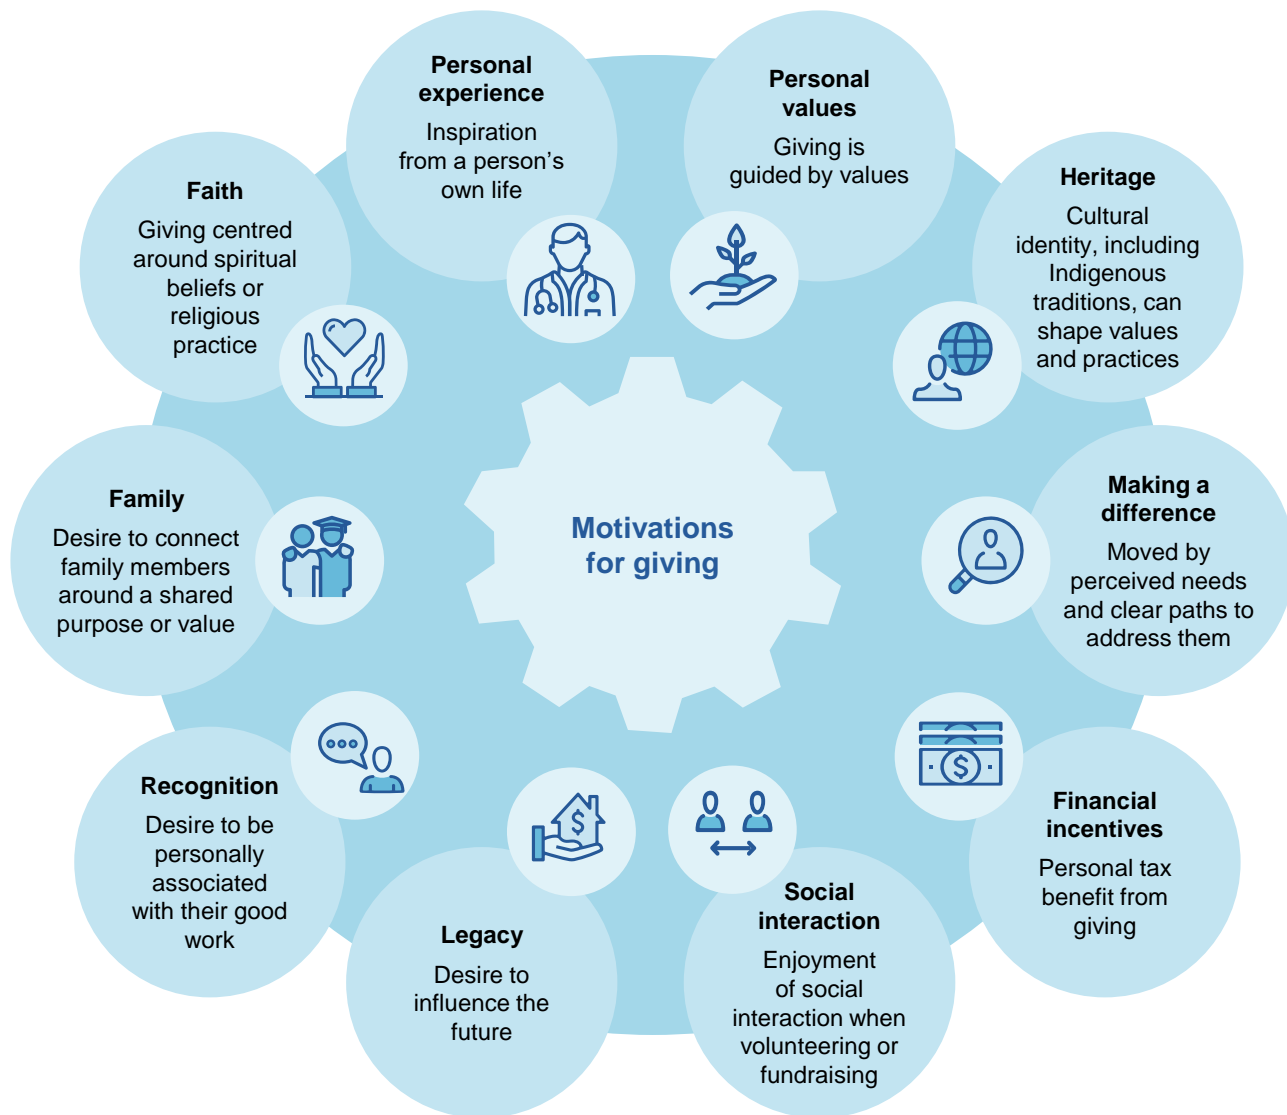 Motivations
for giving
Personal
experience
Inspiration
from a person's
own life
Personal
values
Giving is
guided by values
Heritage
Cultural
identity, including
Indigenous
traditions, can
shape values
and practices
Making a
difference
Moved by
perceived needs
and clear paths to
address them
Financial
incentives
Personal tax
benefit from
giving
Social
interaction
Enjoyment
of social
interaction when
volunteering or
fundraising
Legacy
Desire to
influence the
future
Recognition
Desire to be
personally
associated
with their good
work
Family
Desire to connect
family members
around a shared
purpose or value
Faith
Giving centred
around spiritual
beliefs or
religious
practice
$
$